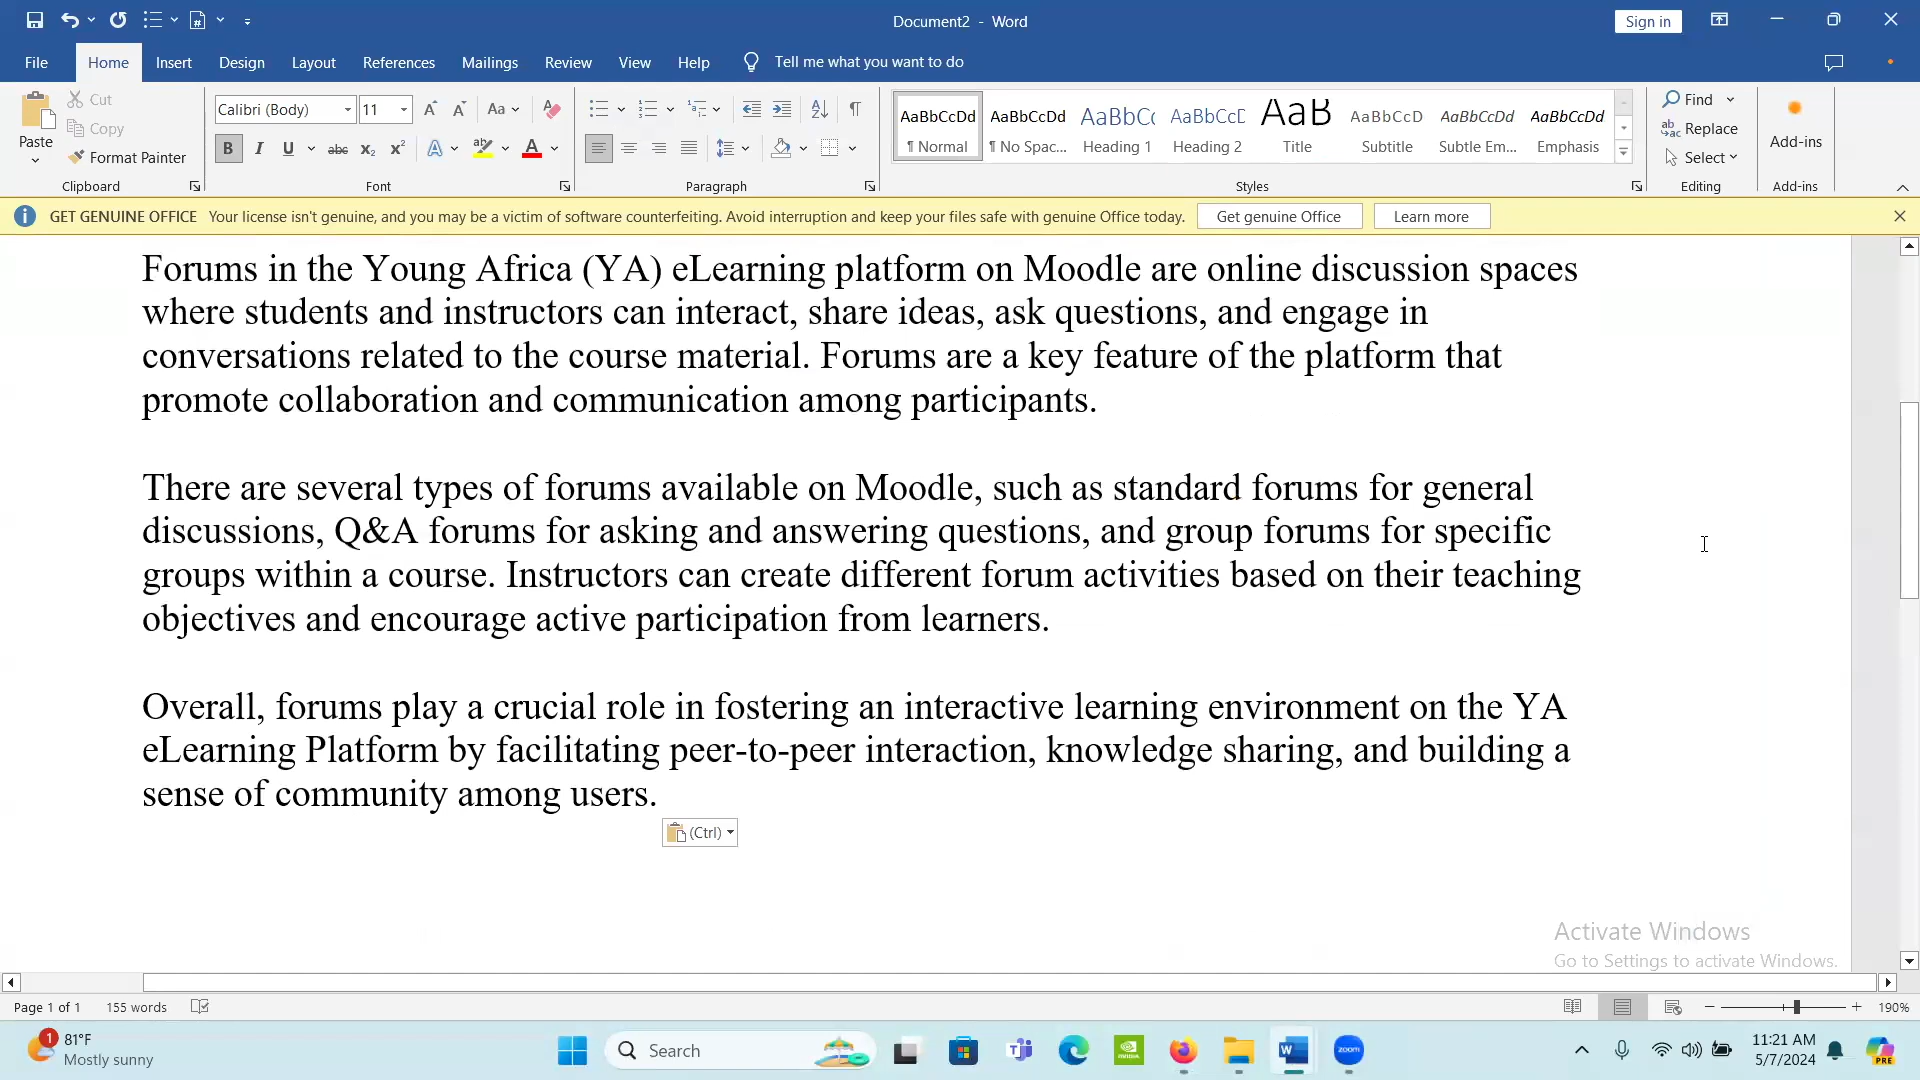 Document2 - Word
Sign in
File Home Insert Design Layout References Mailings Review View Help Tell me what you want to do
Paste
Cut
Copy
Format Painter
Clipboard
Calibri (Body) 11
Font
Paragraph
AaBbCcDd AaBbCcDd AaBbCc AaBbCcD AaB AaBbCcD AaBbCcDd AaBbCcDd
¶ Normal ¶ No Spac... Heading 1 Heading 2 Title Subtitle Subtle Em... Emphasis
Styles
Find
Replace
Select
Editing
Add-ins
Add-ins
GET GENUINE OFFICE Your license isn't genuine, and you may be a victim of software counterfeiting. Avoid interruption and keep your files safe with genuine Office today. Get genuine Office Learn more
Forums in the Young Africa (YA) eLearning platform on Moodle are online discussion spaces
where students and instructors can interact, share ideas, ask questions, and engage in
conversations related to the course material. Forums are a key feature of the platform that
promote collaboration and communication among participants.
There are several types of forums available on Moodle, such as standard forums for general
discussions, Q&A forums for asking and answering questions, and group forums for specific
groups within a course. Instructors can create different forum activities based on their teaching
objectives and encourage active participation from learners.
Overall, forums play a crucial role in fostering an interactive learning environment on the YA
eLearning Platform by facilitating peer-to-peer interaction, knowledge sharing, and building a
sense of community among users.
(Ctrl)
Activate Windows
Go to Settings to activate Windows.
Page 1 of 1 155 words
190%
1
81°F
Mostly sunny
Search
zoom
11:21 AM
5/7/2024
PRE